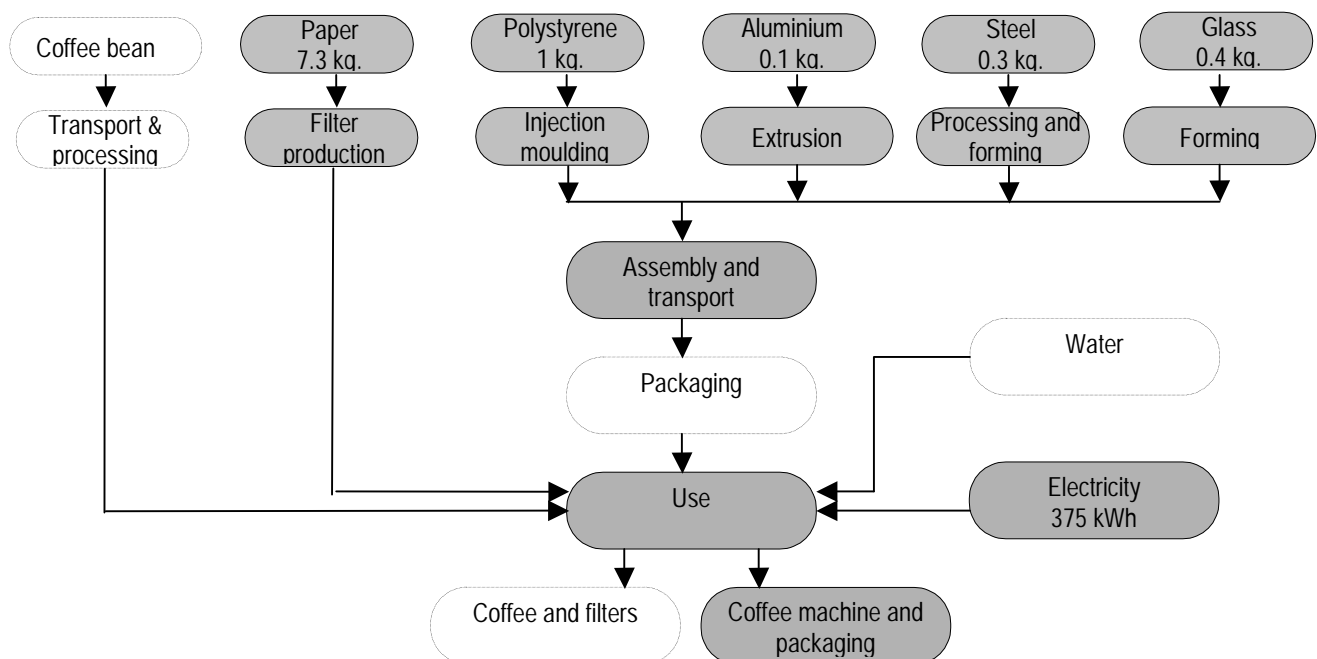 Coffee bean
Paper
7.3 kg.
Polystyrene
1 kg.
Aluminium
0.1 kg.
Steel
0.3 kg.
Glass
0.4 kg.
Transport &
processing
Filter
production
Injection
moulding
Extrusion
Processing and
forming
Forming
Assembly and
transport
Packaging
Water
Use
Electricity
375 kWh
Coffee and filters
Coffee machine and
packaging